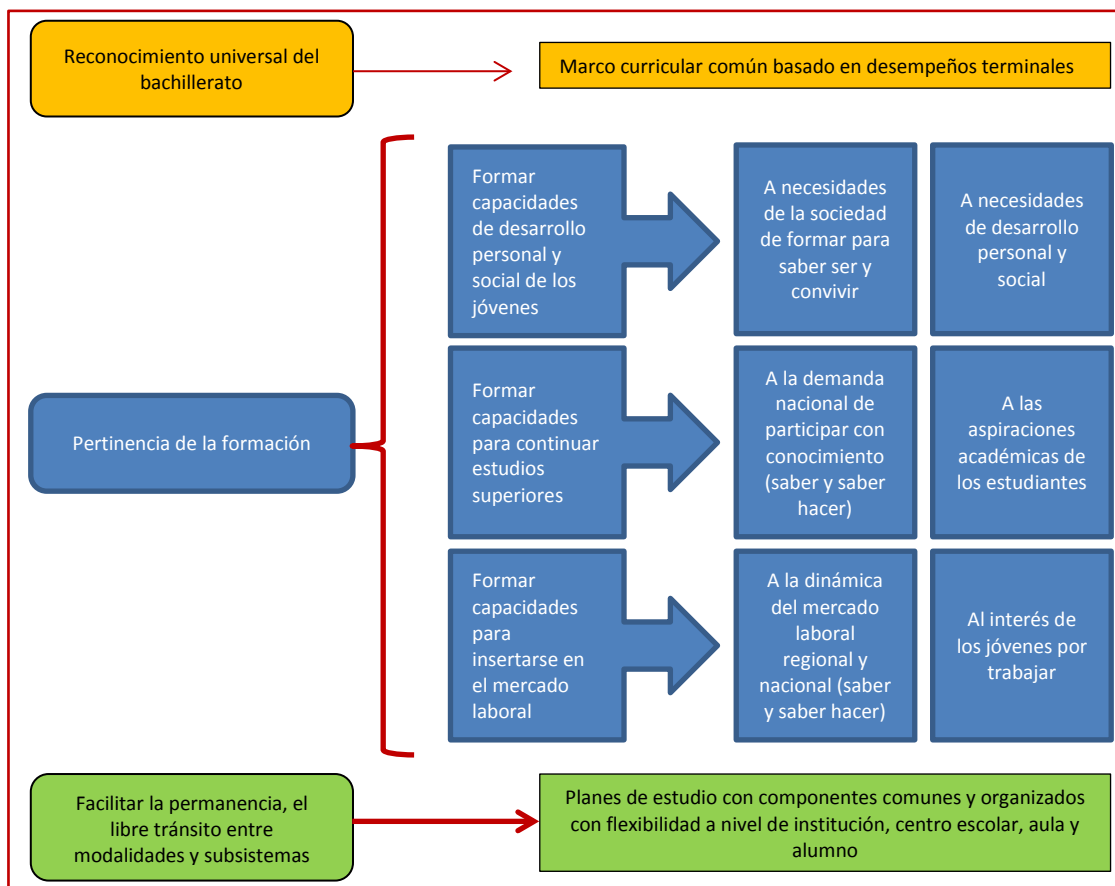 Reconocimiento universal del
bachillerato
Marco curricular común basado en desempeños terminales
Pertinencia de la formación
Formar
capacidades
de desarrollo
personal y
social de los
jóvenes
A necesidades
de la sociedad
de formar para
saber ser y
convivir
A necesidades
de desarrollo
personal y
social
Formar
capacidades
para continuar
estudios
superiores
A la demanda
nacional de
participar con
conocimiento
(saber y saber
hacer)
A las
aspiraciones
académicas de
los estudiantes
Formar
capacidades
para
insertarse en
el mercado
laboral
A la dinámica
del mercado
laboral
regional y
nacional (saber
y saber hacer)
Al interés de
los jóvenes por
trabajar
Facilitar la permanencia, el
libre tránsito entre
modalidades y subsistemas
Planes de estudio con componentes comunes y organizados
con flexibilidad a nivel de institución, centro escolar, aula y
alumno